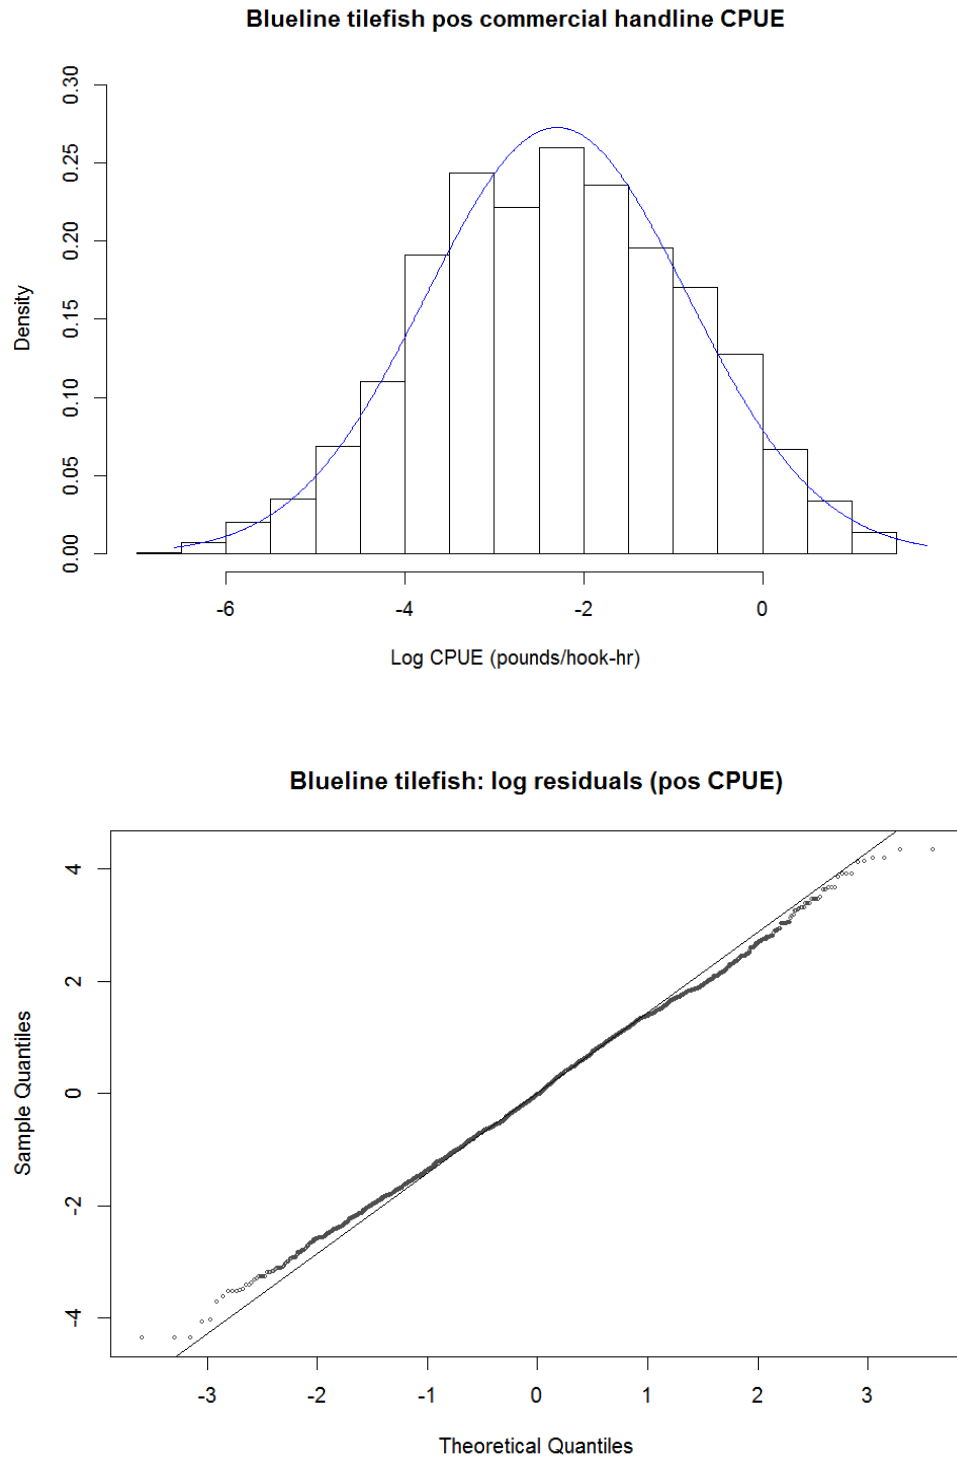 Blueline tilefish pos commercial handline CPUE
0.30
0.25
0.20
0.15
0.10
0.05
0.00
Density
-6 -4 -2 0
Log CPUE (pounds/hook-hr)
Blueline tilefish: log residuals (pos CPUE)
4
2
0
-2
-4
Sample Quantiles
-3 -2 -1 0 1 2 3
Theoretical Quantiles